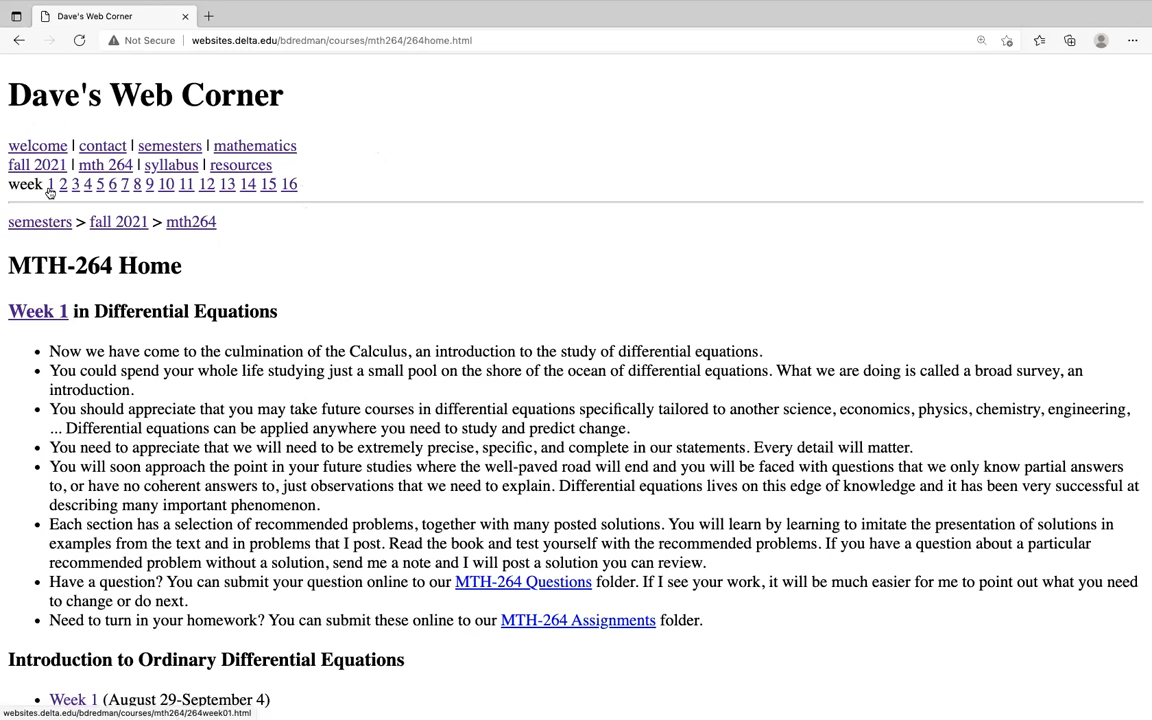 Dave's Web Corner
Not Secure | websites.delta.edu/bdredman/courses/mth264/264home.html
Dave's Web Corner
welcome | contact | semesters | mathematics
fall 2021 | mth 264 | syllabus | resources
week 1 2 3 4 5 6 7 8 9 10 11 12 13 14 15 16
semesters > fall 2021 > mth264
MTH-264 Home
Week 1 in Differential Equations
• Now we have come to the culmination of the Calculus, an introduction to the study of differential equations.
• You could spend your whole life studying just a small pool on the shore of the ocean of differential equations. What we are doing is called a broad survey, an
introduction.
• You should appreciate that you may take future courses in differential equations specifically tailored to another science, economics, physics, chemistry, engineering,
... Differential equations can be applied anywhere you need to study and predict change.
• You need to appreciate that we will need to be extremely precise, specific, and complete in our statements. Every detail will matter.
• You will soon approach the point in your future studies where the well-paved road will end and you will be faced with questions that we only know partial answers
to, or have no coherent answers to, just observations that we need to explain. Differential equations lives on this edge of knowledge and it has been very successful at
describing many important phenomenon.
• Each section has a selection of recommended problems, together with many posted solutions. You will learn by learning to imitate the presentation of solutions in
examples from the text and in problems that I post. Read the book and test yourself with the recommended problems. If you have a question about a particular
recommended problem without a solution, send me a note and I will post a solution you can review.
• Have a question? You can submit your question online to our MTH-264 Questions folder. If I see your work, it will be much easier for me to point out what you need
to change or do next.
• Need to turn in your homework? You can submit these online to our MTH-264 Assignments folder.
Introduction to Ordinary Differential Equations
• Week 1 (August 29-September 4)
websites.delta.edu/bdredman/courses/mth264/264week01.html